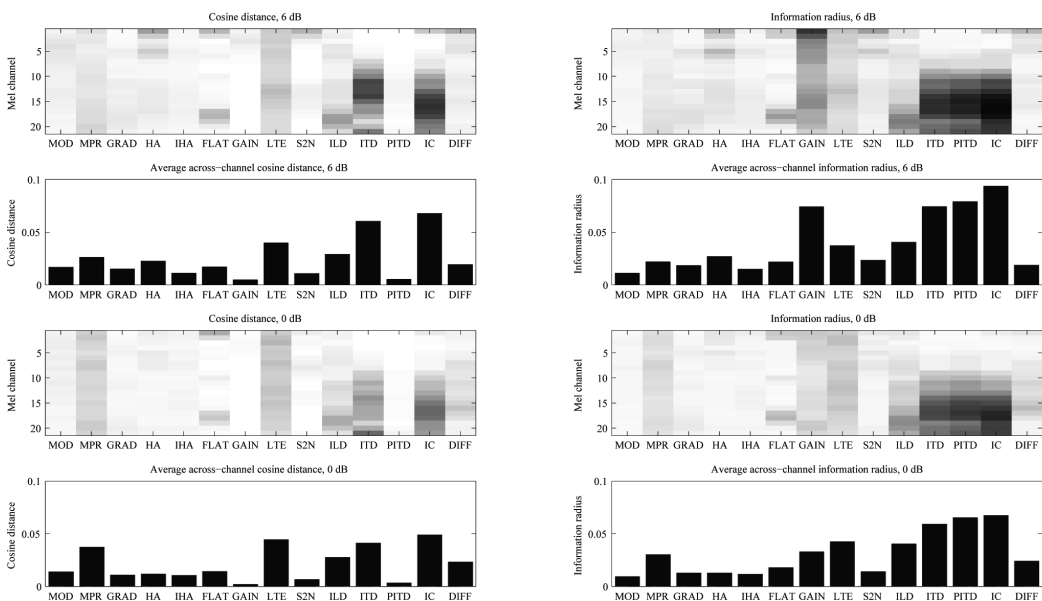 Cosine distance, 6 dB
Mel channel
5
10
15
20
MOD MPR GRAD HA IHA FLAT GAIN LTE S2N ILD ITD PITD IC DIFF
Average across−channel cosine distance, 6 dB
Cosine distance
0.1
0.05
0
MOD MPR GRAD HA IHA FLAT GAIN LTE S2N ILD ITD PITD IC DIFF
Cosine distance, 0 dB
Mel channel
5
10
15
20
MOD MPR GRAD HA IHA FLAT GAIN LTE S2N ILD ITD PITD IC DIFF
Average across−channel cosine distance, 0 dB
Cosine distance
0.1
0.05
0
MOD MPR GRAD HA IHA FLAT GAIN LTE S2N ILD ITD PITD IC DIFF
Information radius, 6 dB
Mel channel
5
10
15
20
MOD MPR GRAD HA IHA FLAT GAIN LTE S2N ILD ITD PITD IC DIFF
Average across−channel information radius, 6 dB
Information radius
0.1
0.05
0
MOD MPR GRAD HA IHA FLAT GAIN LTE S2N ILD ITD PITD IC DIFF
Information radius, 0 dB
Mel channel
5
10
15
20
MOD MPR GRAD HA IHA FLAT GAIN LTE S2N ILD ITD PITD IC DIFF
Average across−channel information radius, 0 dB
Information radius
0.1
0.05
0
MOD MPR GRAD HA IHA FLAT GAIN LTE S2N ILD ITD PITD IC DIFF